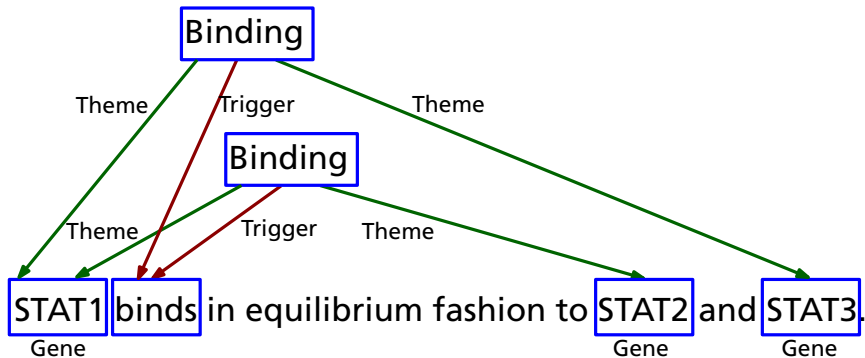 Binding
Theme Trigger Theme
Binding
Theme Trigger Theme
STAT1 binds in equilibrium fashion to STAT2 and STAT3.
Gene Gene Gene